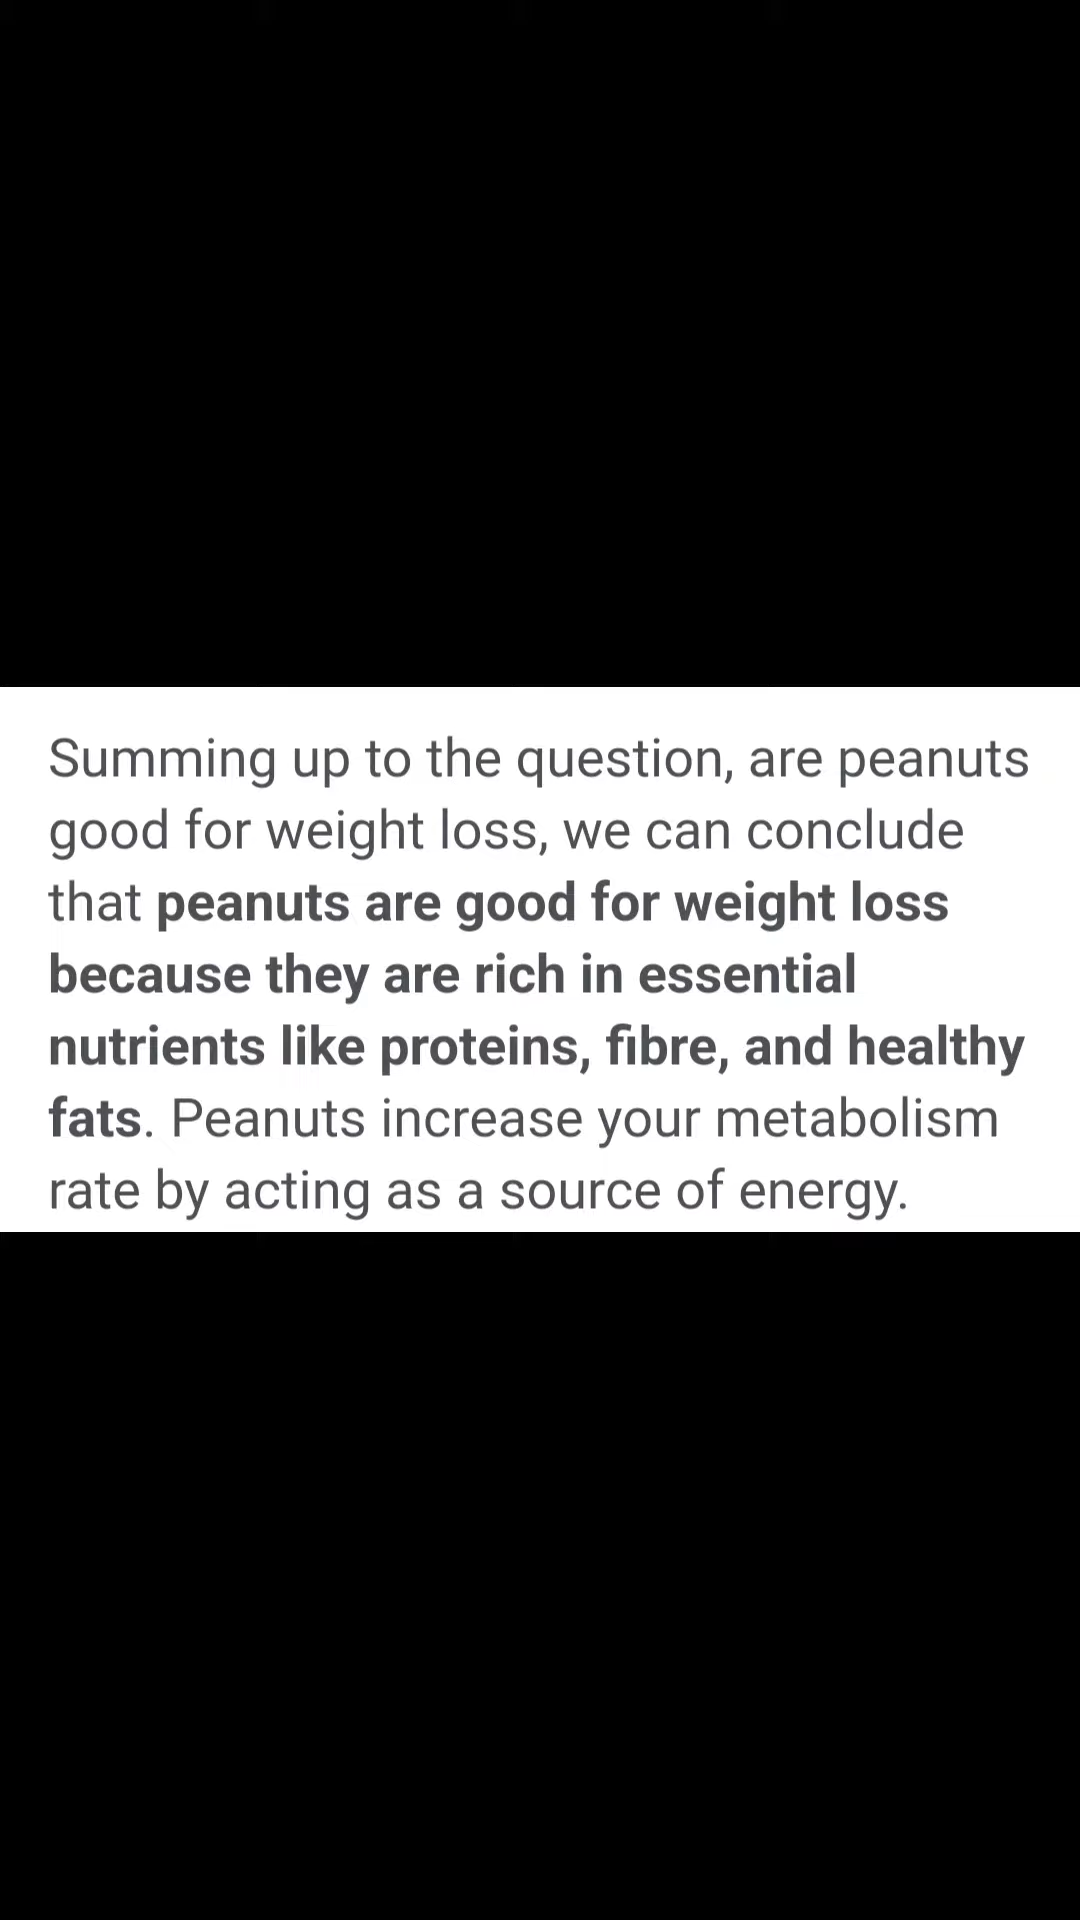 Summing up to the question, are peanuts
good for weight loss, we can conclude
that peanuts are good for weight loss
because they are rich in essential
nutrients like proteins, fibre, and healthy
fats. Peanuts increase your metabolism
rate by acting as a source of energy.